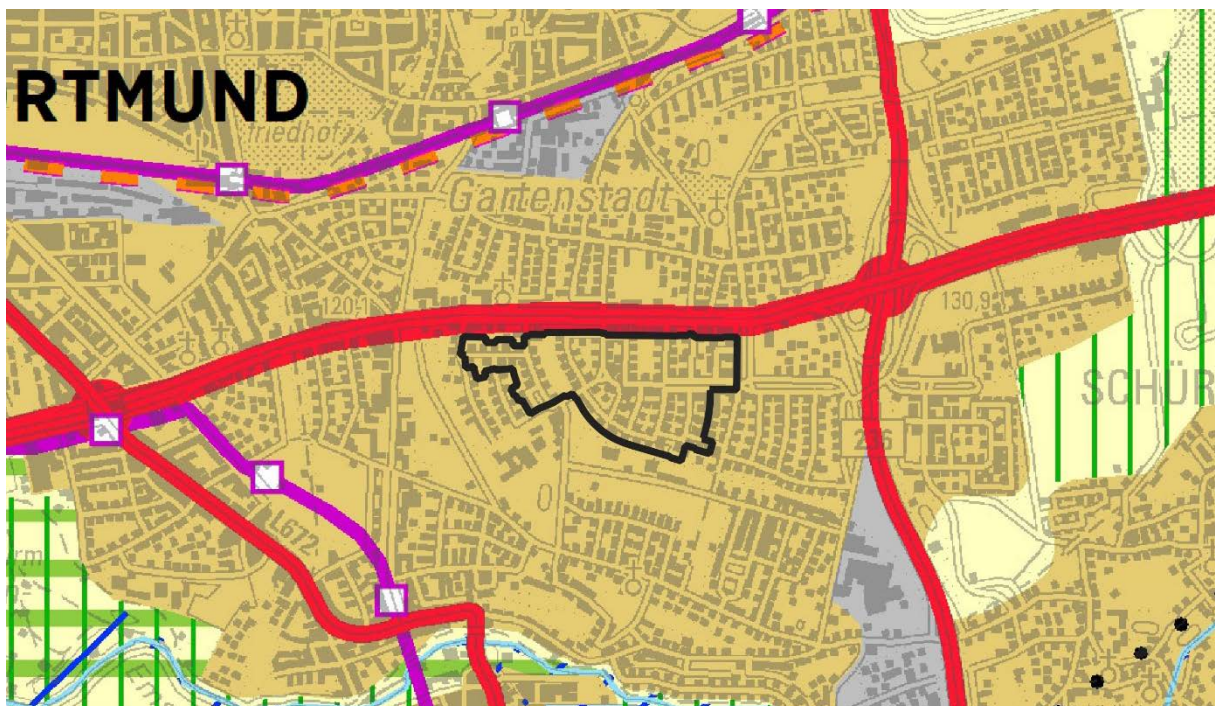 RTMUND
friedhof
Gartenstadt
120,1
130,9
SCHÜR
236
L672